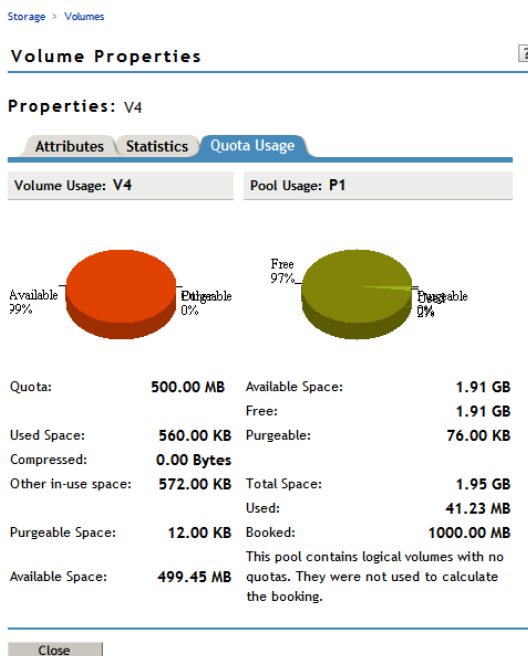 Storage > Volumes
Volume Properties
?
Properties: V4
Attributes Statistics Quota Usage
Volume Usage: V4
Pool Usage: P1
Available
99%
0%
Free
97%
Quota: 500.00 MB
Used Space: 560.00 KB
Compressed: 0.00 Bytes
Other in-use space: 572.00 KB
Purgeable Space: 12.00 KB
Available Space: 499.45 MB
Available Space: 1.91 GB
Free: 1.91 GB
Purgeable: 76.00 KB
Total Space: 1.95 GB
Used: 41.23 MB
Booked: 1000.00 MB
This pool contains logical volumes with no
quotas. They were not used to calculate
the booking.
Close